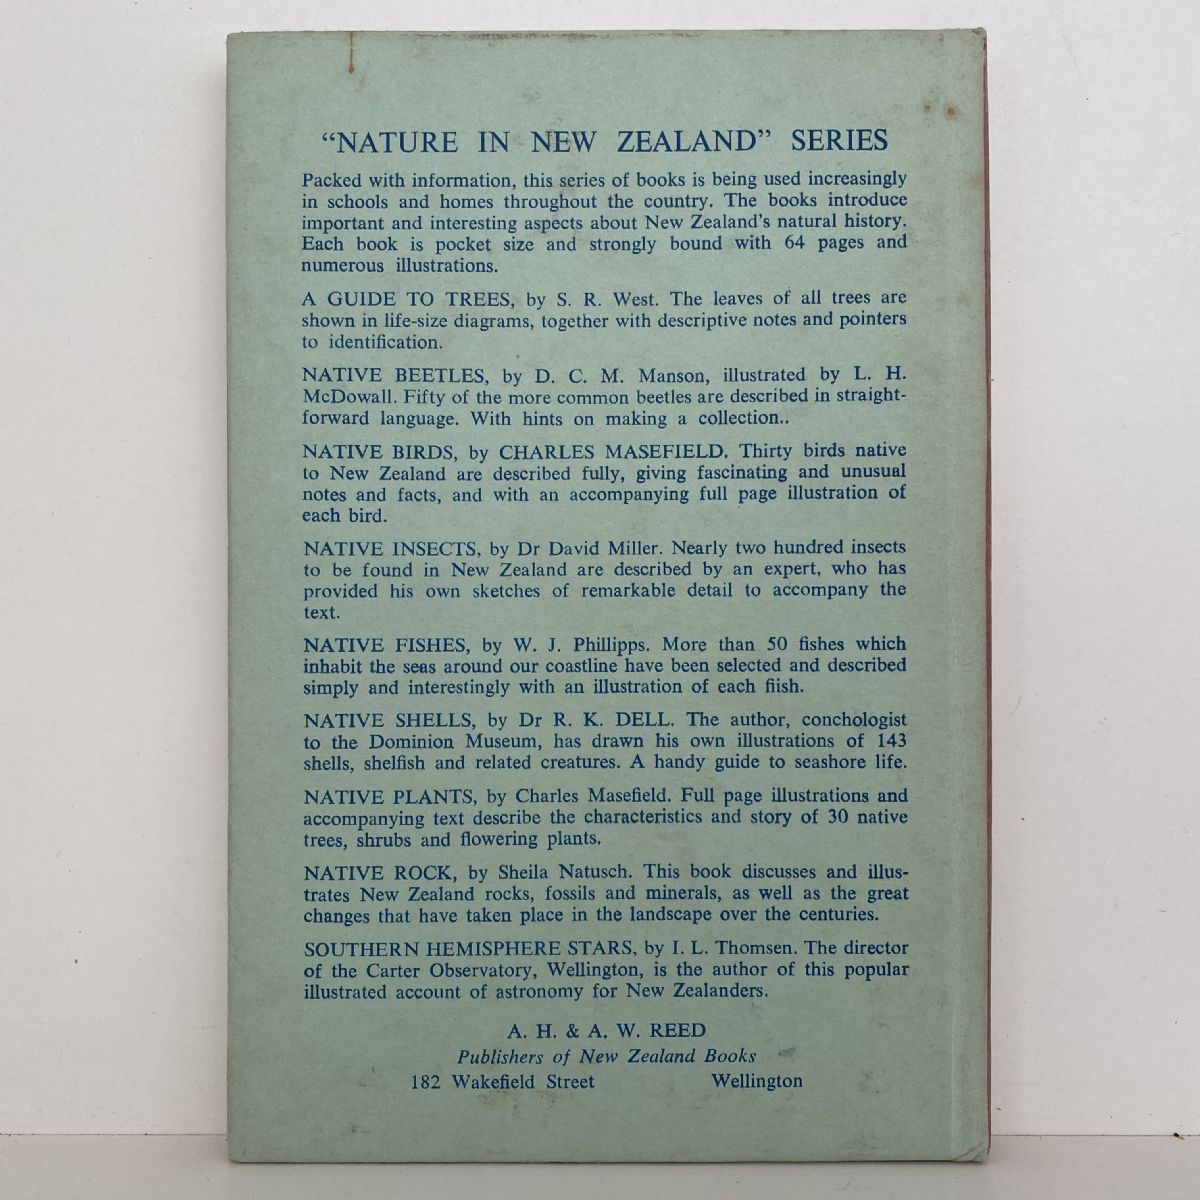 “NATURE IN NEW ZEALAND” SERIES
Packed with information, this series of books is being used increasingly
in schools and homes throughout the country. The books introduce
important and interesting aspects about New Zealand's natural history.
Each book is pocket size and strongly bound with 64 pages and
numerous illustrations.
A GUIDE TO TREES, by S. R. West. The leaves of all trees are
shown in life-size diagrams, together with descriptive notes and pointers
to identification.
NATIVE BEETLES, by D. C. M. Manson, illustrated by L. H.
McDowall. Fifty of the more common beetles are described in straight-
forward language. With hints on making a collection..
NATIVE BIRDS, by CHARLES MASEFIELD. Thirty birds native
to New Zealand are described fully, giving fascinating and unusual
notes and facts, and with an accompanying full page illustration of
each bird.
NATIVE INSECTS, by Dr David Miller. Nearly two hundred insects
to be found in New Zealand are described by an expert, who has
provided his own sketches of remarkable detail to accompany the
text.
NATIVE FISHES, by W. J. Phillipps. More than 50 fishes which
inhabit the seas around our coastline have been selected and described
simply and interestingly with an illustration of each fiish.
NATIVE SHELLS, by Dr R. K. DELL. The author, conchologist
to the Dominion Museum, has drawn his own illustrations of 143
shells, shelfish and related creatures. A handy guide to seashore life.
NATIVE PLANTS, by Charles Masefield. Full page illustrations and
accompanying text describe the characteristics and story of 30 native
trees, shrubs and flowering plants.
NATIVE ROCK, by Sheila Natusch. This book discusses and illus-
trates New Zealand rocks, fossils and minerals, as well as the great
changes that have taken place in the landscape over the centuries.
SOUTHERN HEMISPHERE STARS, by I. L. Thomsen. The director
of the Carter Observatory, Wellington, is the author of this popular
illustrated account of astronomy for New Zealanders.
A. H. & A. W. REED
Publishers of New Zealand Books
182 Wakefield Street Wellington